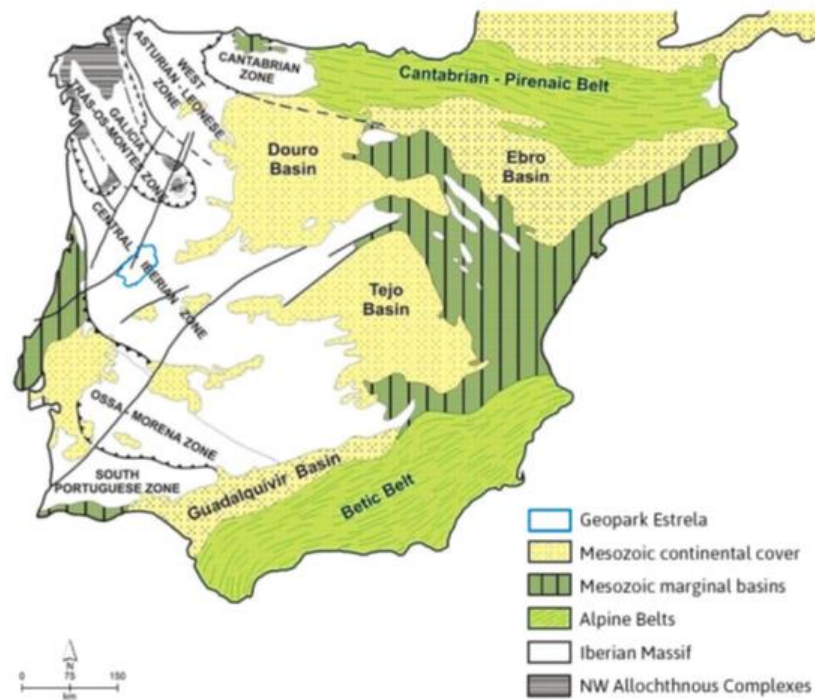 CANTABRIAN
ZONE
WEST
ASTURIAN - LEONESE
ZONE
GALICIA
TRÁS-OS-MONTES ZONE
Cantabrian - Pirenaic Belt
Douro
Basin
Ebro
Basin
CENTRAL IBERIAN ZONE
Tejo
Basin
OSSA - MORENA ZONE
SOUTH
PORTUGUESE ZONE
Guadalquivir Basin
Betic Belt
Geopark Estrela
Mesozoic continental cover
Mesozoic marginal basins
Alpine Belts
Iberian Massif
NW Allochthnous Complexes
N
0 75 150
km